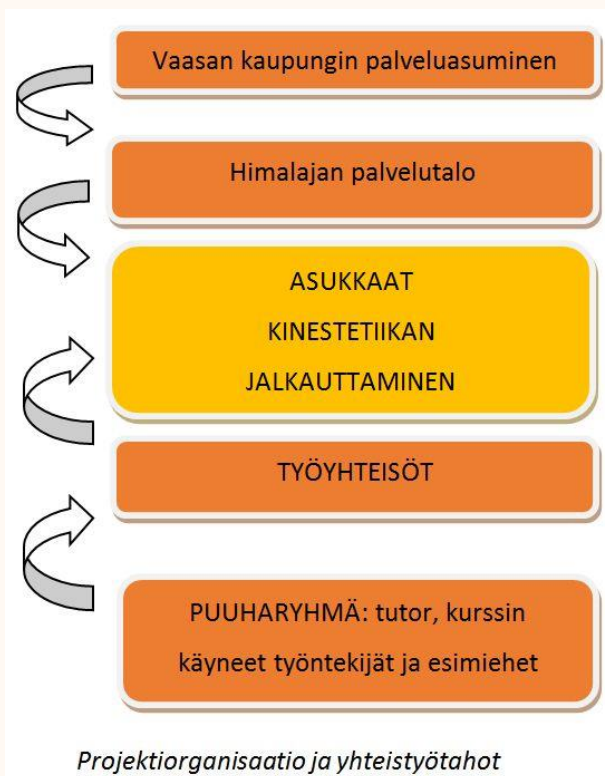 Vaasan kaupungin palveluasuminen
Himalajan palvelutalo
ASUKKAAT
KINESTETIIKAN
JALKAUTTAMINEN
TYÖYHTEISÖT
PUUHARYHMÄ: tutor, kurssin
käyneet työntekijät ja esimiehet
Projektiorganisaatio ja yhteistyötahot